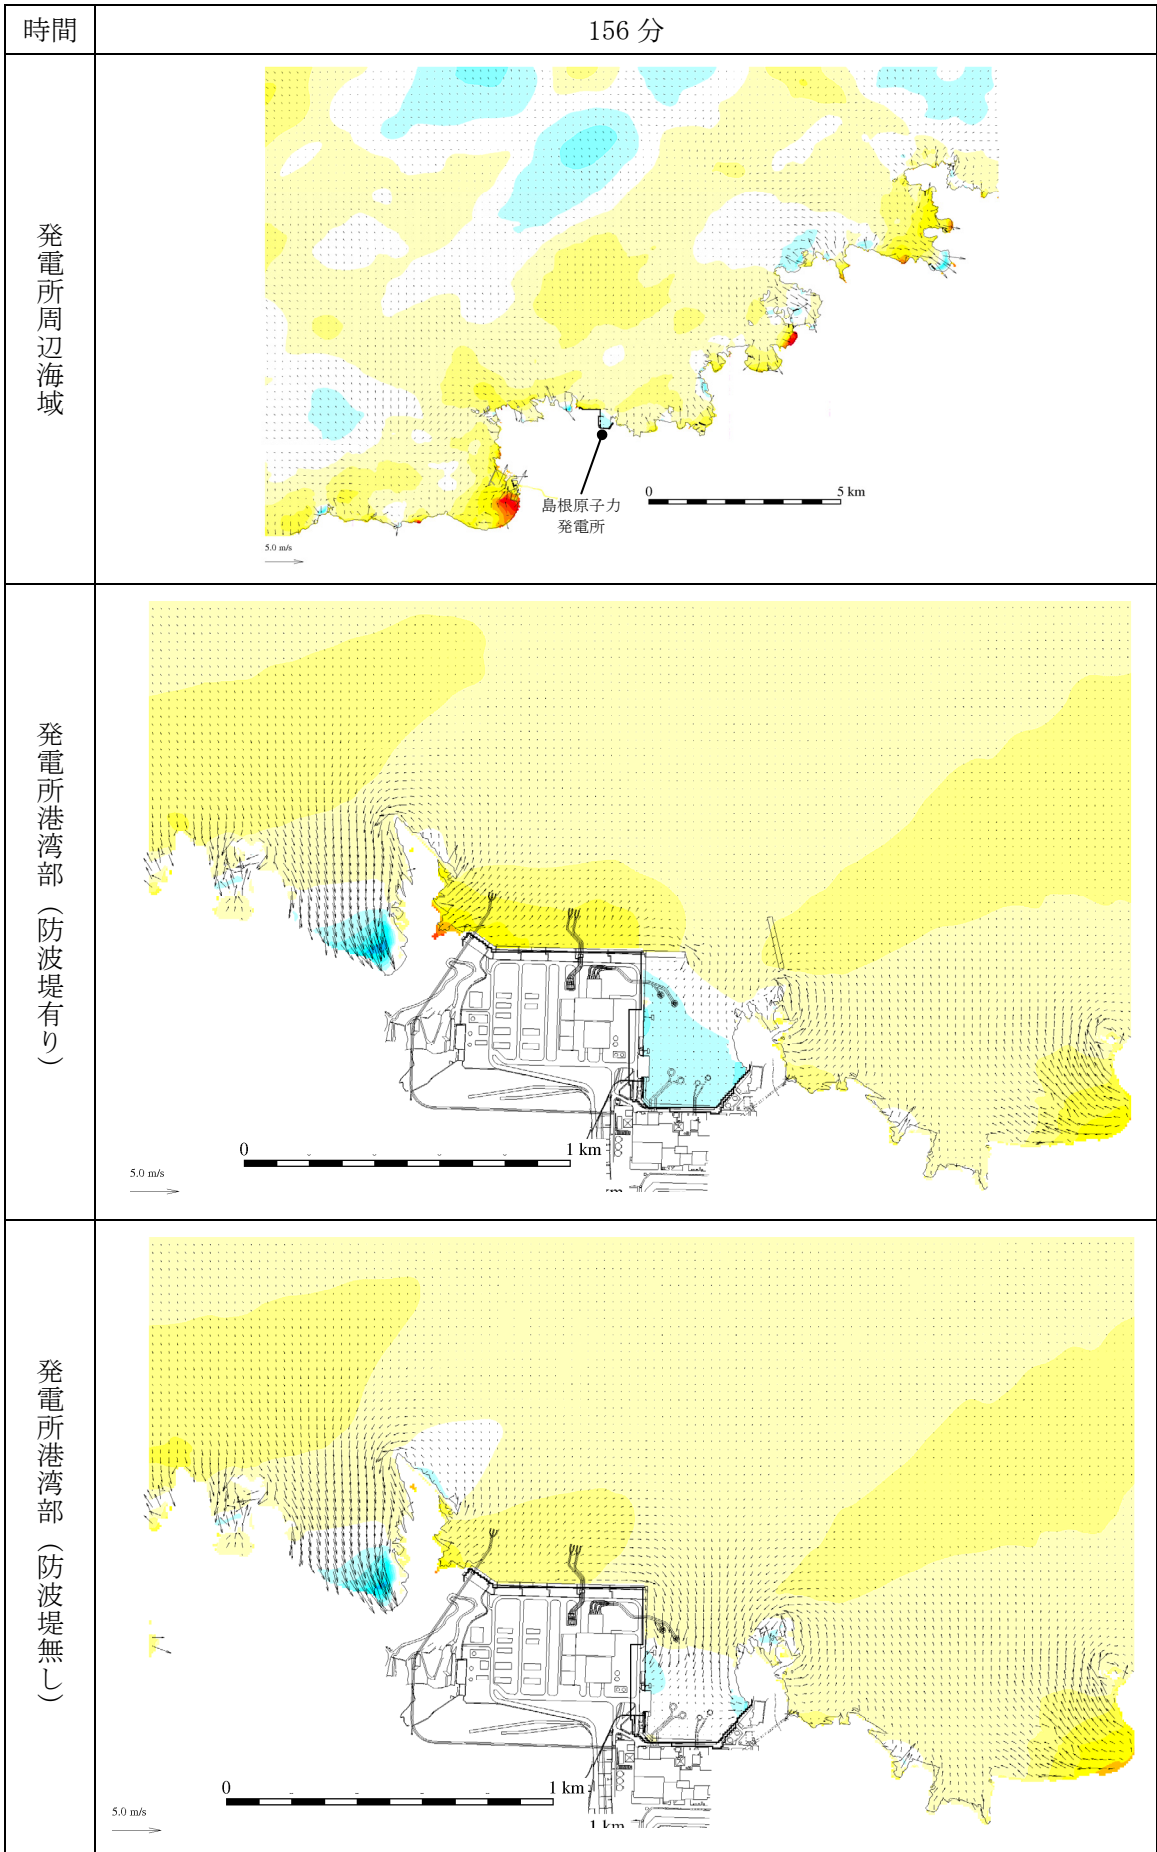 時間
156 分
発電所周辺海域
島根原子力
発電所
0
5 km
5.0 m/s
発電所港湾部（防波堤有り）
0
1 km
5.0 m/s
発電所港湾部（防波堤無し）
0
1 km
5.0 m/s
1 km